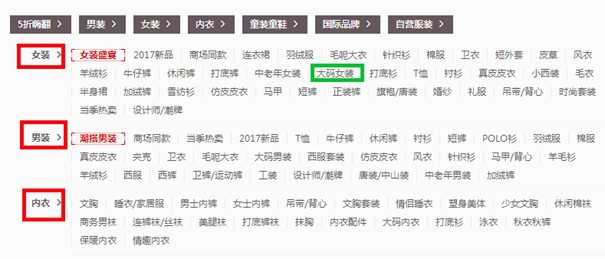 5折嗨翻 > 男装 > 女装 > 内衣 > 童装童鞋 > 国际品牌 > 自营服装 >
女装 > 女装盛宴 2017新品 商场同款 连衣裙 羽绒服 毛呢大衣 针织衫 棉服 卫衣 短外套 皮草 风衣
羊绒衫 牛仔裤 休闲裤 打底裤 中老年女装 大码女装 打底衫 T恤 衬衫 真皮皮衣 小西装 毛衣
半身裙 加绒裤 雪纺衫 仿皮皮衣 马甲 短裤 正装裤 旗袍/唐装 婚纱 礼服 吊带/背心 时尚套装
当季热卖 设计师/潮牌
男装 > 潮搭男装 商场同款 当季热卖 2017新品 T恤 牛仔裤 休闲裤 衬衫 短裤 POLO衫 羽绒服 棉服
真皮皮衣 夹克 卫衣 毛呢大衣 大码男装 西服套装 仿皮皮衣 风衣 针织衫 马甲/背心 羊毛衫
羊绒衫 西服 西裤 卫裤/运动裤 工装 设计师/潮牌 唐装/中山装 中老年男装 加绒裤
内衣 > 文胸 睡衣/家居服 男士内裤 女士内裤 吊带/背心 文胸套装 情侣睡衣 塑身美体 少女文胸 休闲棉袜
商务男袜 连裤袜/丝袜 美腿袜 打底裤袜 抹胸 内衣配件 大码内衣 打底衫 泳衣 秋衣秋裤
保暖内衣 情趣内衣